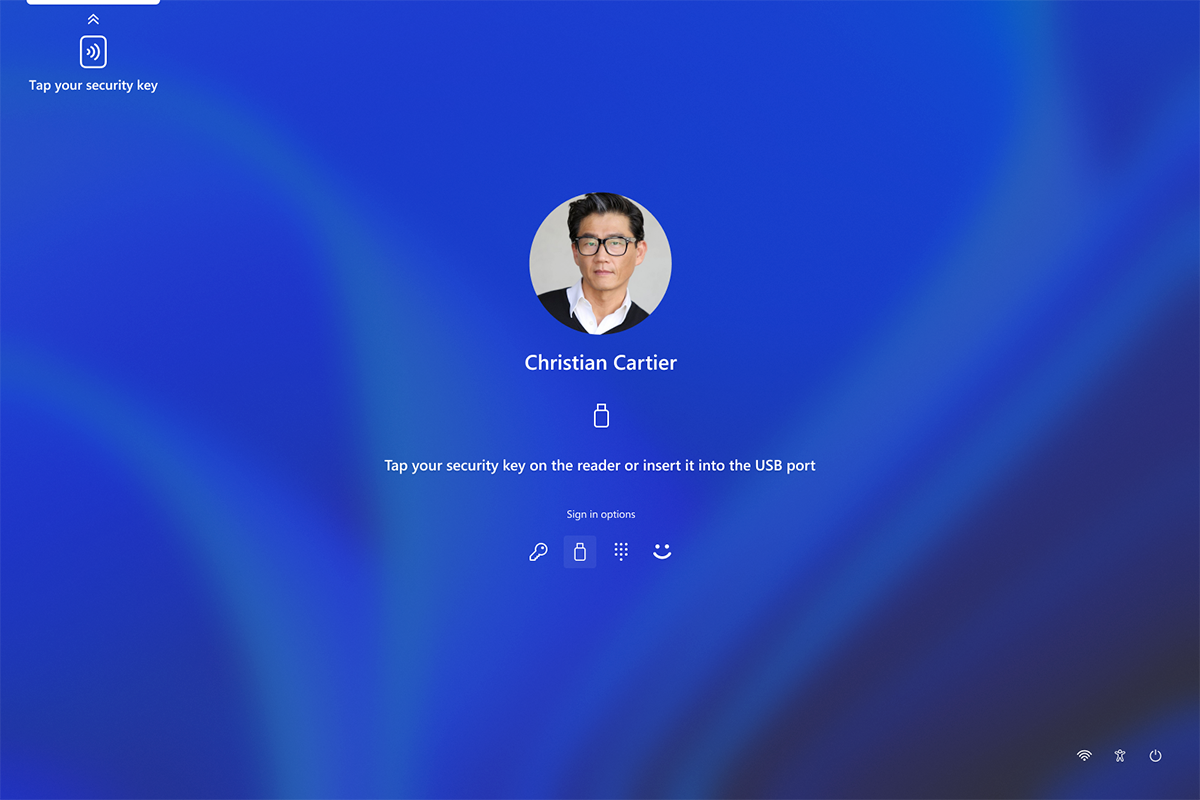 Tap your security key
Christian Cartier
Tap your security key on the reader or insert it into the USB port
Sign in options